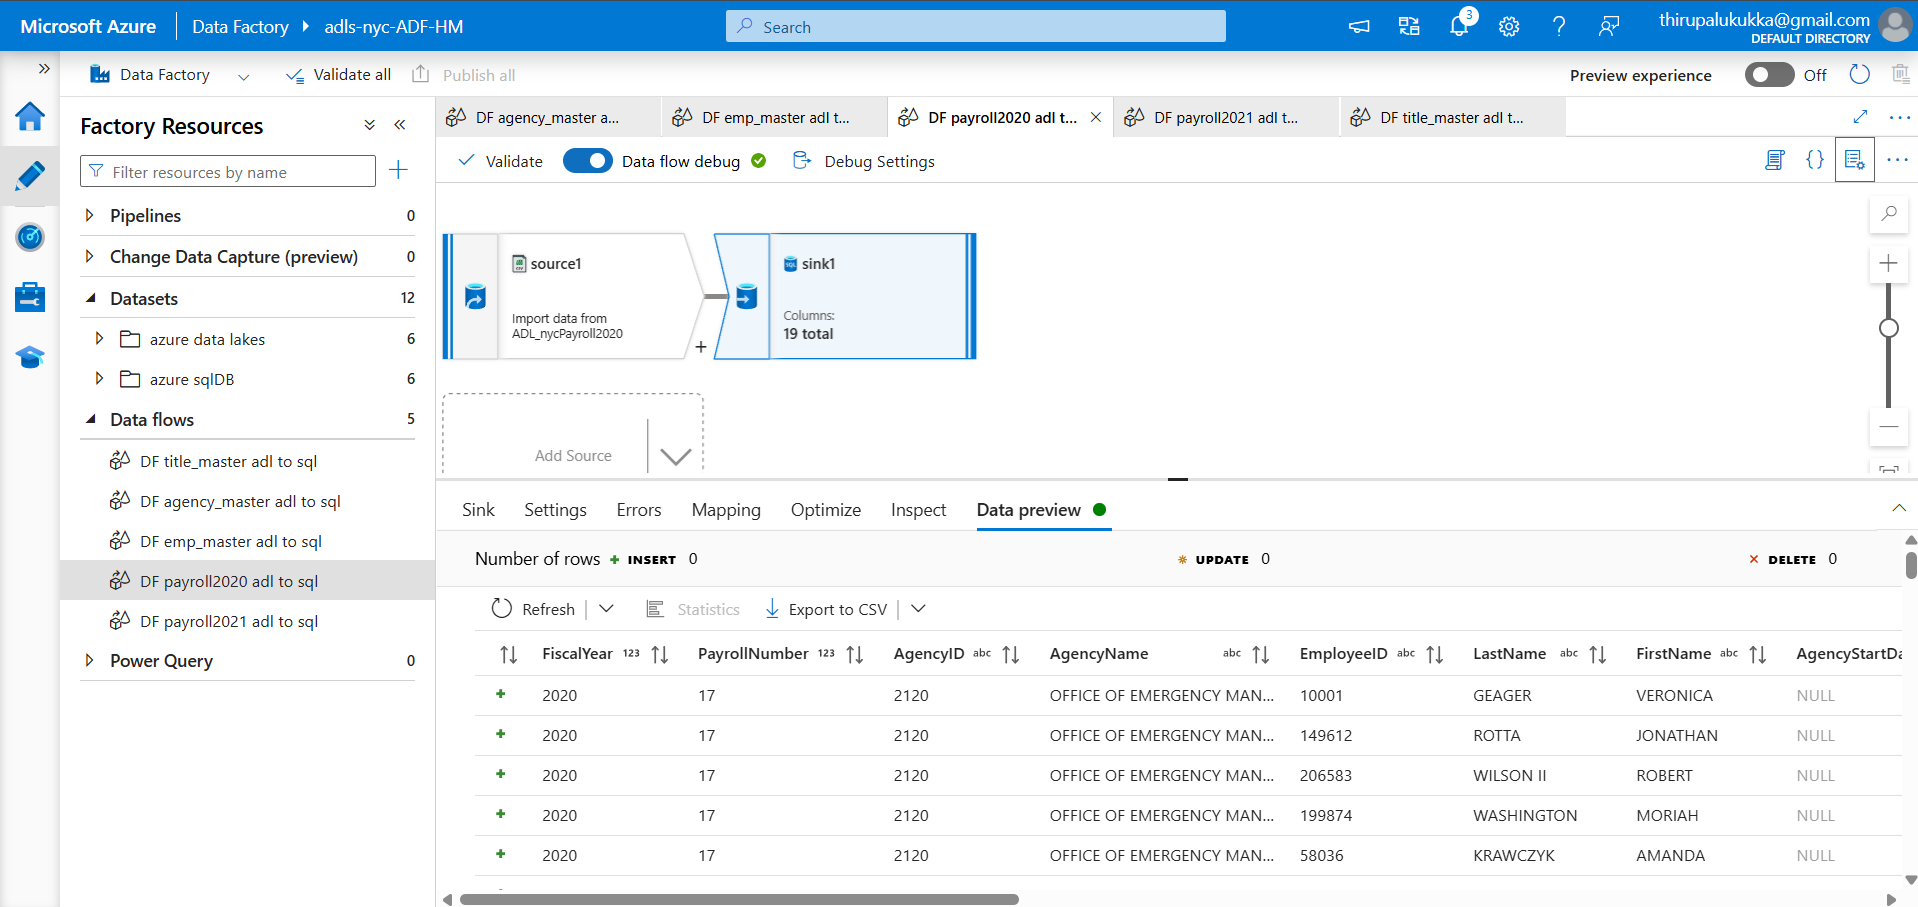 Microsoft Azure
Data Factory
adls-nyc-ADF-HM
Search
3
?
thirupalukukka@gmail.com
DEFAULT DIRECTORY
»
Data Factory
Validate all
Publish all
Preview experience
Off
Factory Resources
Filter resources by name
Pipelines 0
Change Data Capture (preview) 0
Datasets 12
azure data lakes 6
azure sqlDB 6
Data flows 5
DF title_master adl to sql
DF agency_master adl to sql
DF emp_master adl to sql
DF payroll2020 adl to sql
DF payroll2021 adl to sql
Power Query 0
DF agency_master a...
DF emp_master adl t...
DF payroll2020 adl t...
DF payroll2021 adl t...
DF title_master adl t...
Validate
Data flow debug
Debug Settings
{}
source1
Import data from
ADL_nycPayroll2020
+
SQL
sink1
Columns:
19 total
Add Source
Sink Settings Errors Mapping Optimize Inspect Data preview
Number of rows + INSERT 0 * UPDATE 0 × DELETE 0
Refresh Statistics Export to CSV
FiscalYear 123 PayrollNumber 123 AgencyID abc AgencyName abc EmployeeID abc LastName abc FirstName abc AgencyStartDa
+ 2020 17 2120 OFFICE OF EMERGENCY MAN... 10001 GEAGER VERONICA NULL
+ 2020 17 2120 OFFICE OF EMERGENCY MAN... 149612 ROTTA JONATHAN NULL
+ 2020 17 2120 OFFICE OF EMERGENCY MAN... 206583 WILSON II ROBERT NULL
+ 2020 17 2120 OFFICE OF EMERGENCY MAN... 199874 WASHINGTON MORIAH NULL
+ 2020 17 2120 OFFICE OF EMERGENCY MAN... 58036 KRAWCZYK AMANDA NULL